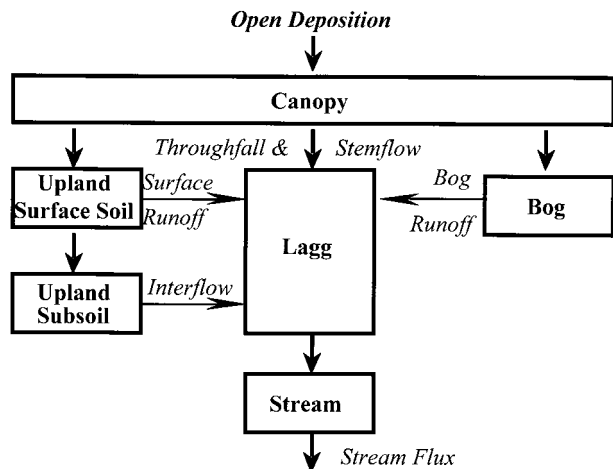 Open Deposition
Canopy
Throughfall & Stemflow
Upland
Surface Soil
Surface
Runoff
Lagg
Bog
Runoff
Bog
Upland
Subsoil
Interflow
Stream
Stream Flux